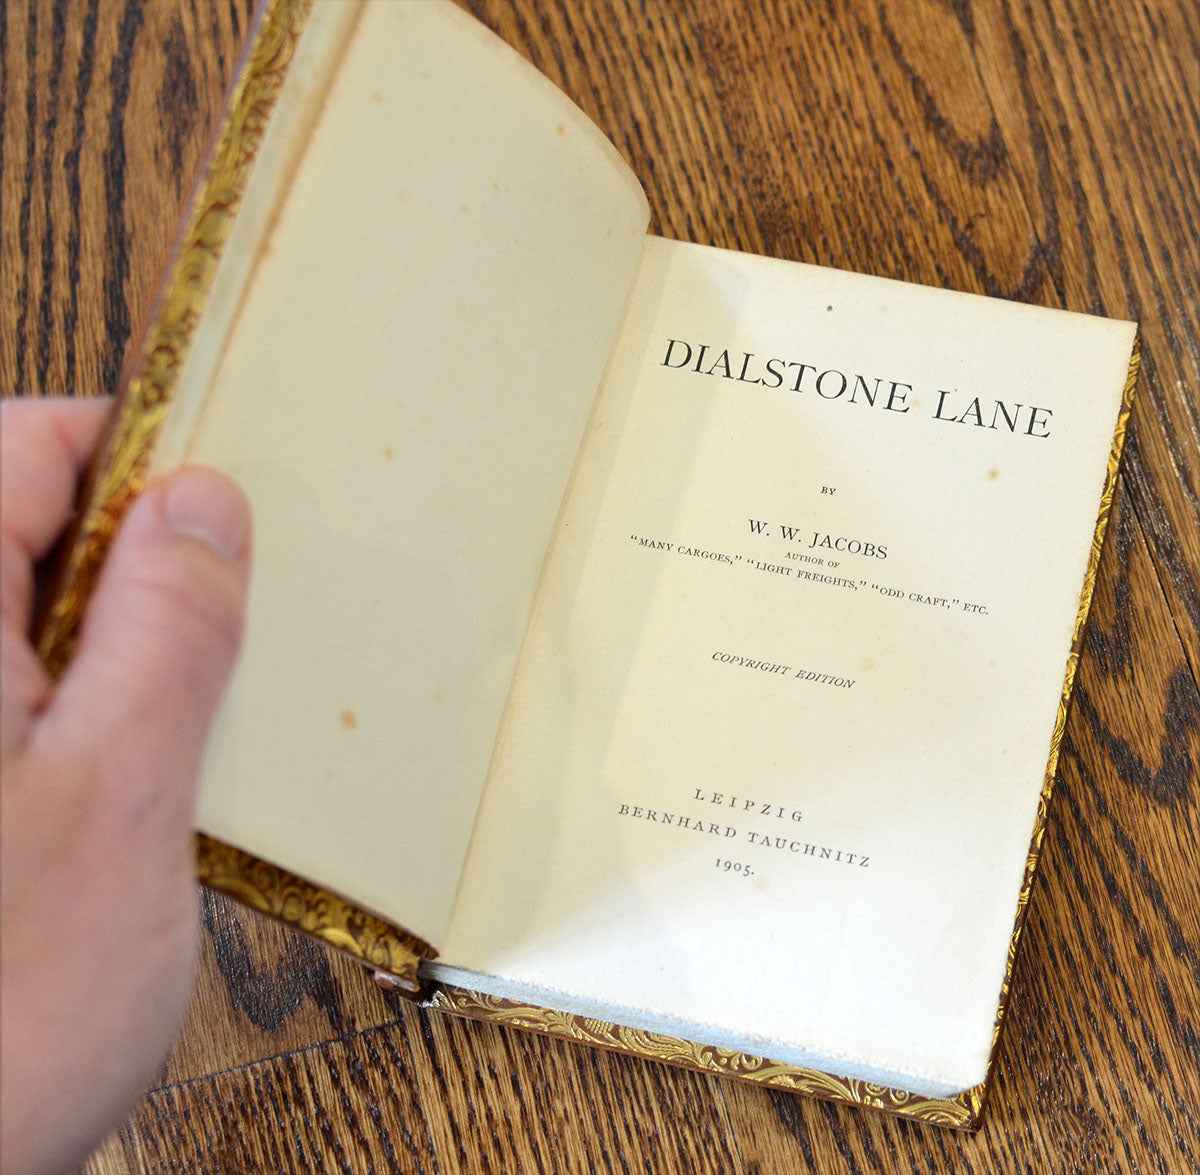 DIALSTONE LANE
BY
W. W. JACOBS
AUTHOR OF
"MANY CARGOES," "LIGHT FREIGHTS," "ODD CRAFT," ETC.
COPYRIGHT EDITION
LEIPZIG
BERNHARD TAUCHNITZ
1905.